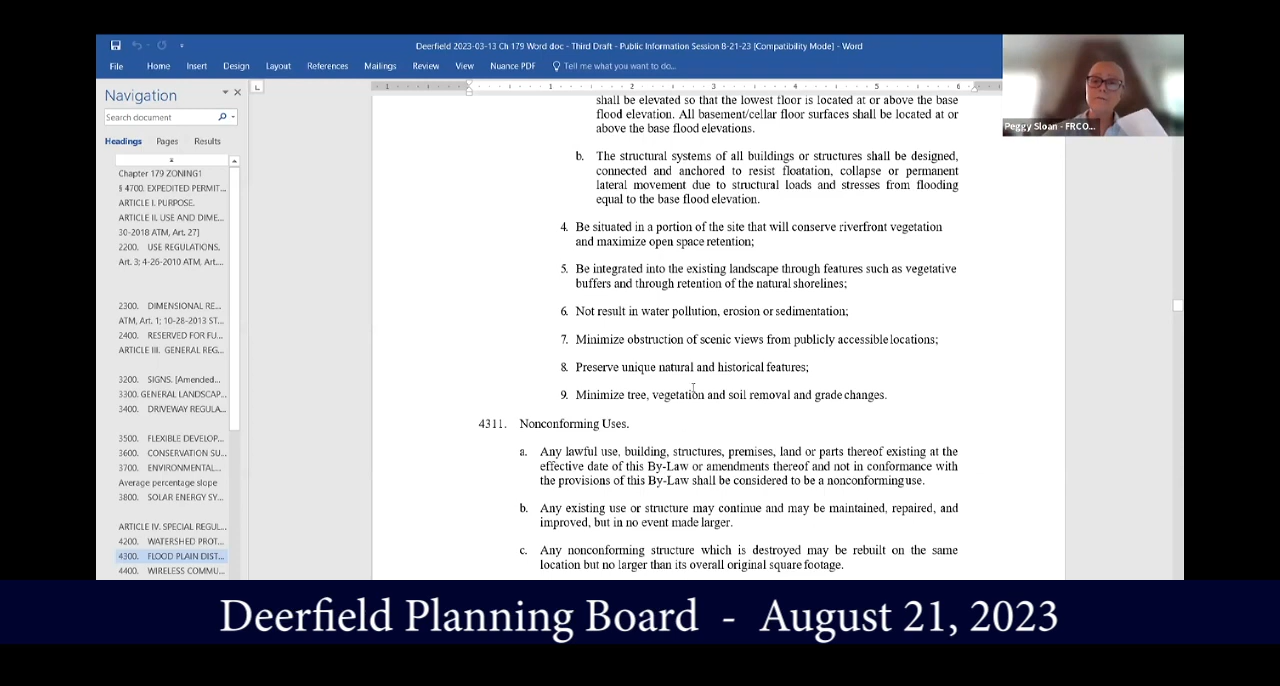 Deerfield 2023-03-13 Ch 179 Word doc - Third Draft - Public Information Session 8-21-23 [Compatibility Mode] - Word
File Home Insert Design Layout References Mailings Review View Nuance PDF Tell me what you want to do...
Peggy Sloan - FRCO...
Navigation
Search document
Headings Pages Results
Chapter 179 ZONING1
§ 4700. EXPEDITED PERMIT...
ARTICLE I. PURPOSE.
ARTICLE II. USE AND DIME...
30-2018 ATM, Art. 27]
2200. USE REGULATIONS.
Art. 3; 4-26-2010 ATM, Art....
2300. DIMENSIONAL RE...
ATM, Art. 1; 10-28-2013 ST...
2400. RESERVED FOR FU...
ARTICLE III. GENERAL REG...
3200. SIGNS. [Amended...
3300. GENERAL LANDSCAP...
3400. DRIVEWAY REGULA...
3500. FLEXIBLE DEVELOP...
3600. CONSERVATION SU...
3700. ENVIRONMENTAL...
Average percentage slope
3800. SOLAR ENERGY SY...
ARTICLE IV. SPECIAL REGUL...
4200. WATERSHED PROT...
4300. FLOOD PLAIN DIST...
4400. WIRELESS COMMU...
1 1 2 3 4 5 6
shall be elevated so that the lowest floor is located at or above the base
flood elevation. All basement/cellar floor surfaces shall be located at or
above the base flood elevations.
b. The structural systems of all buildings or structures shall be designed,
connected and anchored to resist floatation, collapse or permanent
lateral movement due to structural loads and stresses from flooding
equal to the base flood elevation.
4. Be situated in a portion of the site that will conserve riverfront vegetation
and maximize open space retention;
5. Be integrated into the existing landscape through features such as vegetative
buffers and through retention of the natural shorelines;
6. Not result in water pollution, erosion or sedimentation;
7. Minimize obstruction of scenic views from publicly accessible locations;
8. Preserve unique natural and historical features;
9. Minimize tree, vegetation and soil removal and grade changes.
4311. Nonconforming Uses.
a. Any lawful use, building, structures, premises, land or parts thereof existing at the
effective date of this By-Law or amendments thereof and not in conformance with
the provisions of this By-Law shall be considered to be a nonconforming use.
b. Any existing use or structure may continue and may be maintained, repaired, and
improved, but in no event made larger.
c. Any nonconforming structure which is destroyed may be rebuilt on the same
location but no larger than its overall original square footage.
Deerfield Planning Board - August 21, 2023